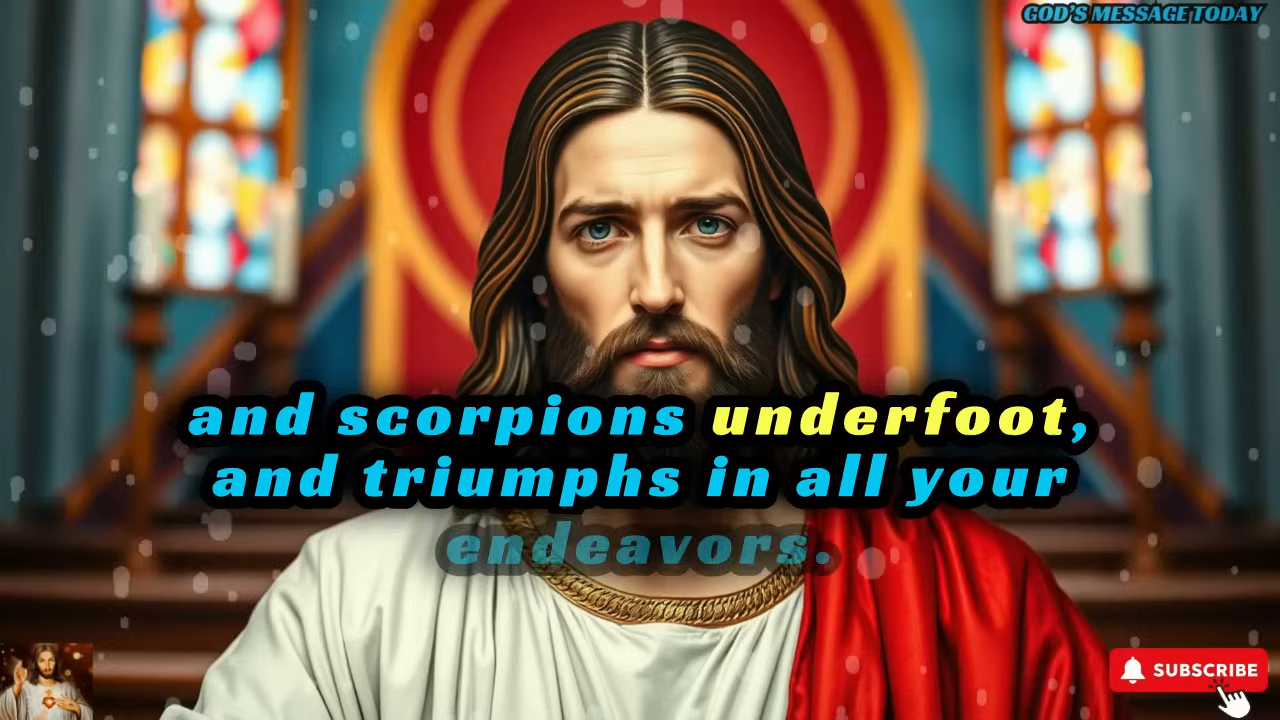 GOD'S MESSAGE TODAY
and scorpions underfoot,
and triumphs in all your
endeavors.
SUBSCRIBE